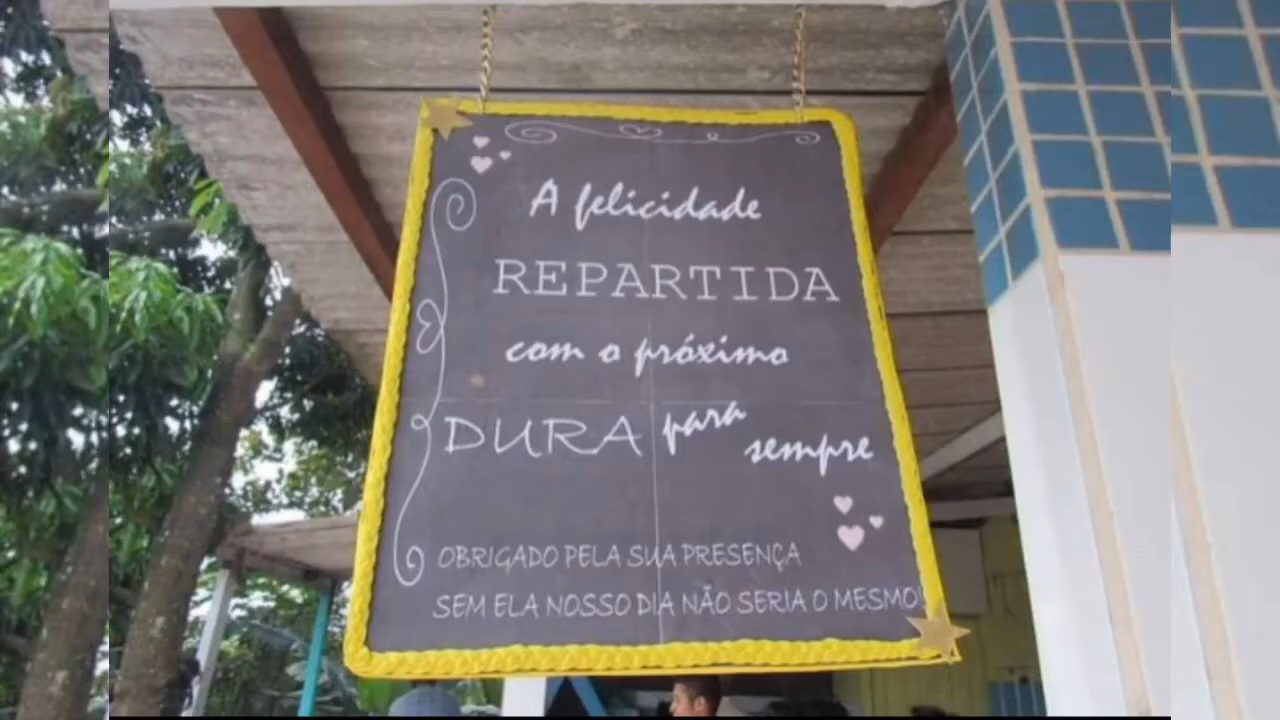 A felicidade
REPARTIDA
com o próximo
DURA para sempre
OBRIGADO PELA SUA PRESENÇA
SEM ELA NOSSO DIA NÃO SERIA O MESMO!